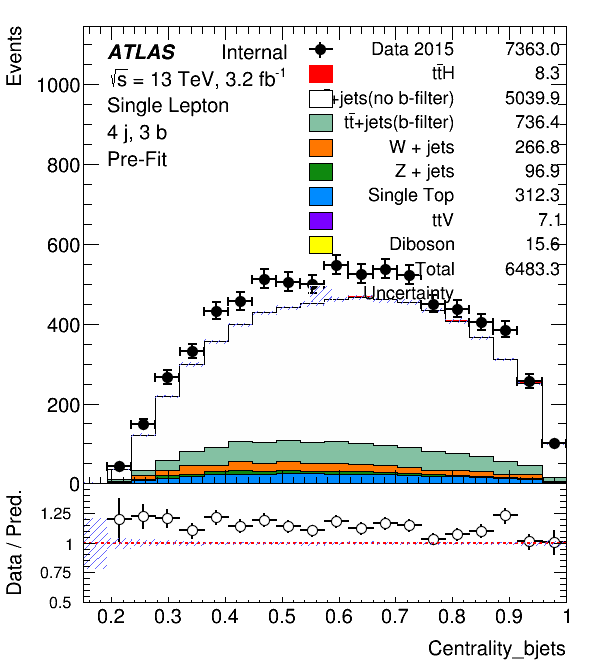 Events
1000
800
600
400
200
0
ATLAS Internal
√s = 13 TeV, 3.2 fb-1
Single Lepton
4 j, 3 b
Pre-Fit
Data 2015 7363.0
tt̄H 8.3
+jets(no b-filter) 5039.9
tt̄+jets(b-filter) 736.4
W + jets 266.8
Z + jets 96.9
Single Top 312.3
ttV 7.1
Diboson 15.6
Total 6483.3
Uncertainty
Data / Pred.
1.25
1
0.75
0.5
0.2 0.3 0.4 0.5 0.6 0.7 0.8 0.9 1
Centrality_bjets